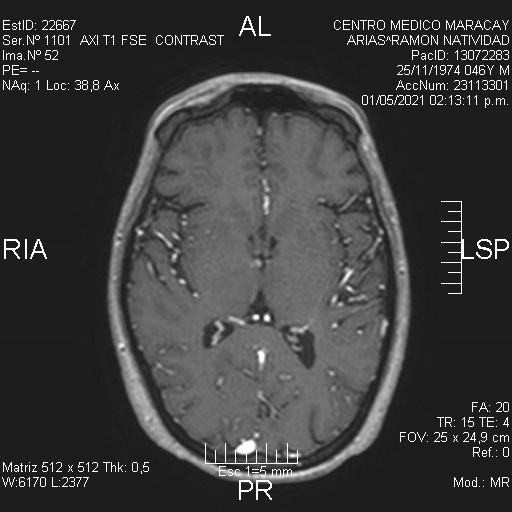 EstID: 22667
Ser.Nº 1101 AXI T1 FSE CONTRAST
Ima.Nº 52
PE= --
NAq: 1 Loc: 38,8 Ax
AL
CENTRO MEDICO MARACAY
ARIAS^RAMON NATIVIDAD
PacID: 13072283
25/11/1974 046Y M
AccNum: 23113301
01/05/2021 02:13:11 p.m.
RIA
LSP
FA: 20
TR: 15 TE: 4
FOV: 25 x 24,9 cm
Ref.: 0
Matriz 512 x 512 Thk: 0,5
W:6170 L:2377
Esc 1=5 mm
PR
Mod.: MR